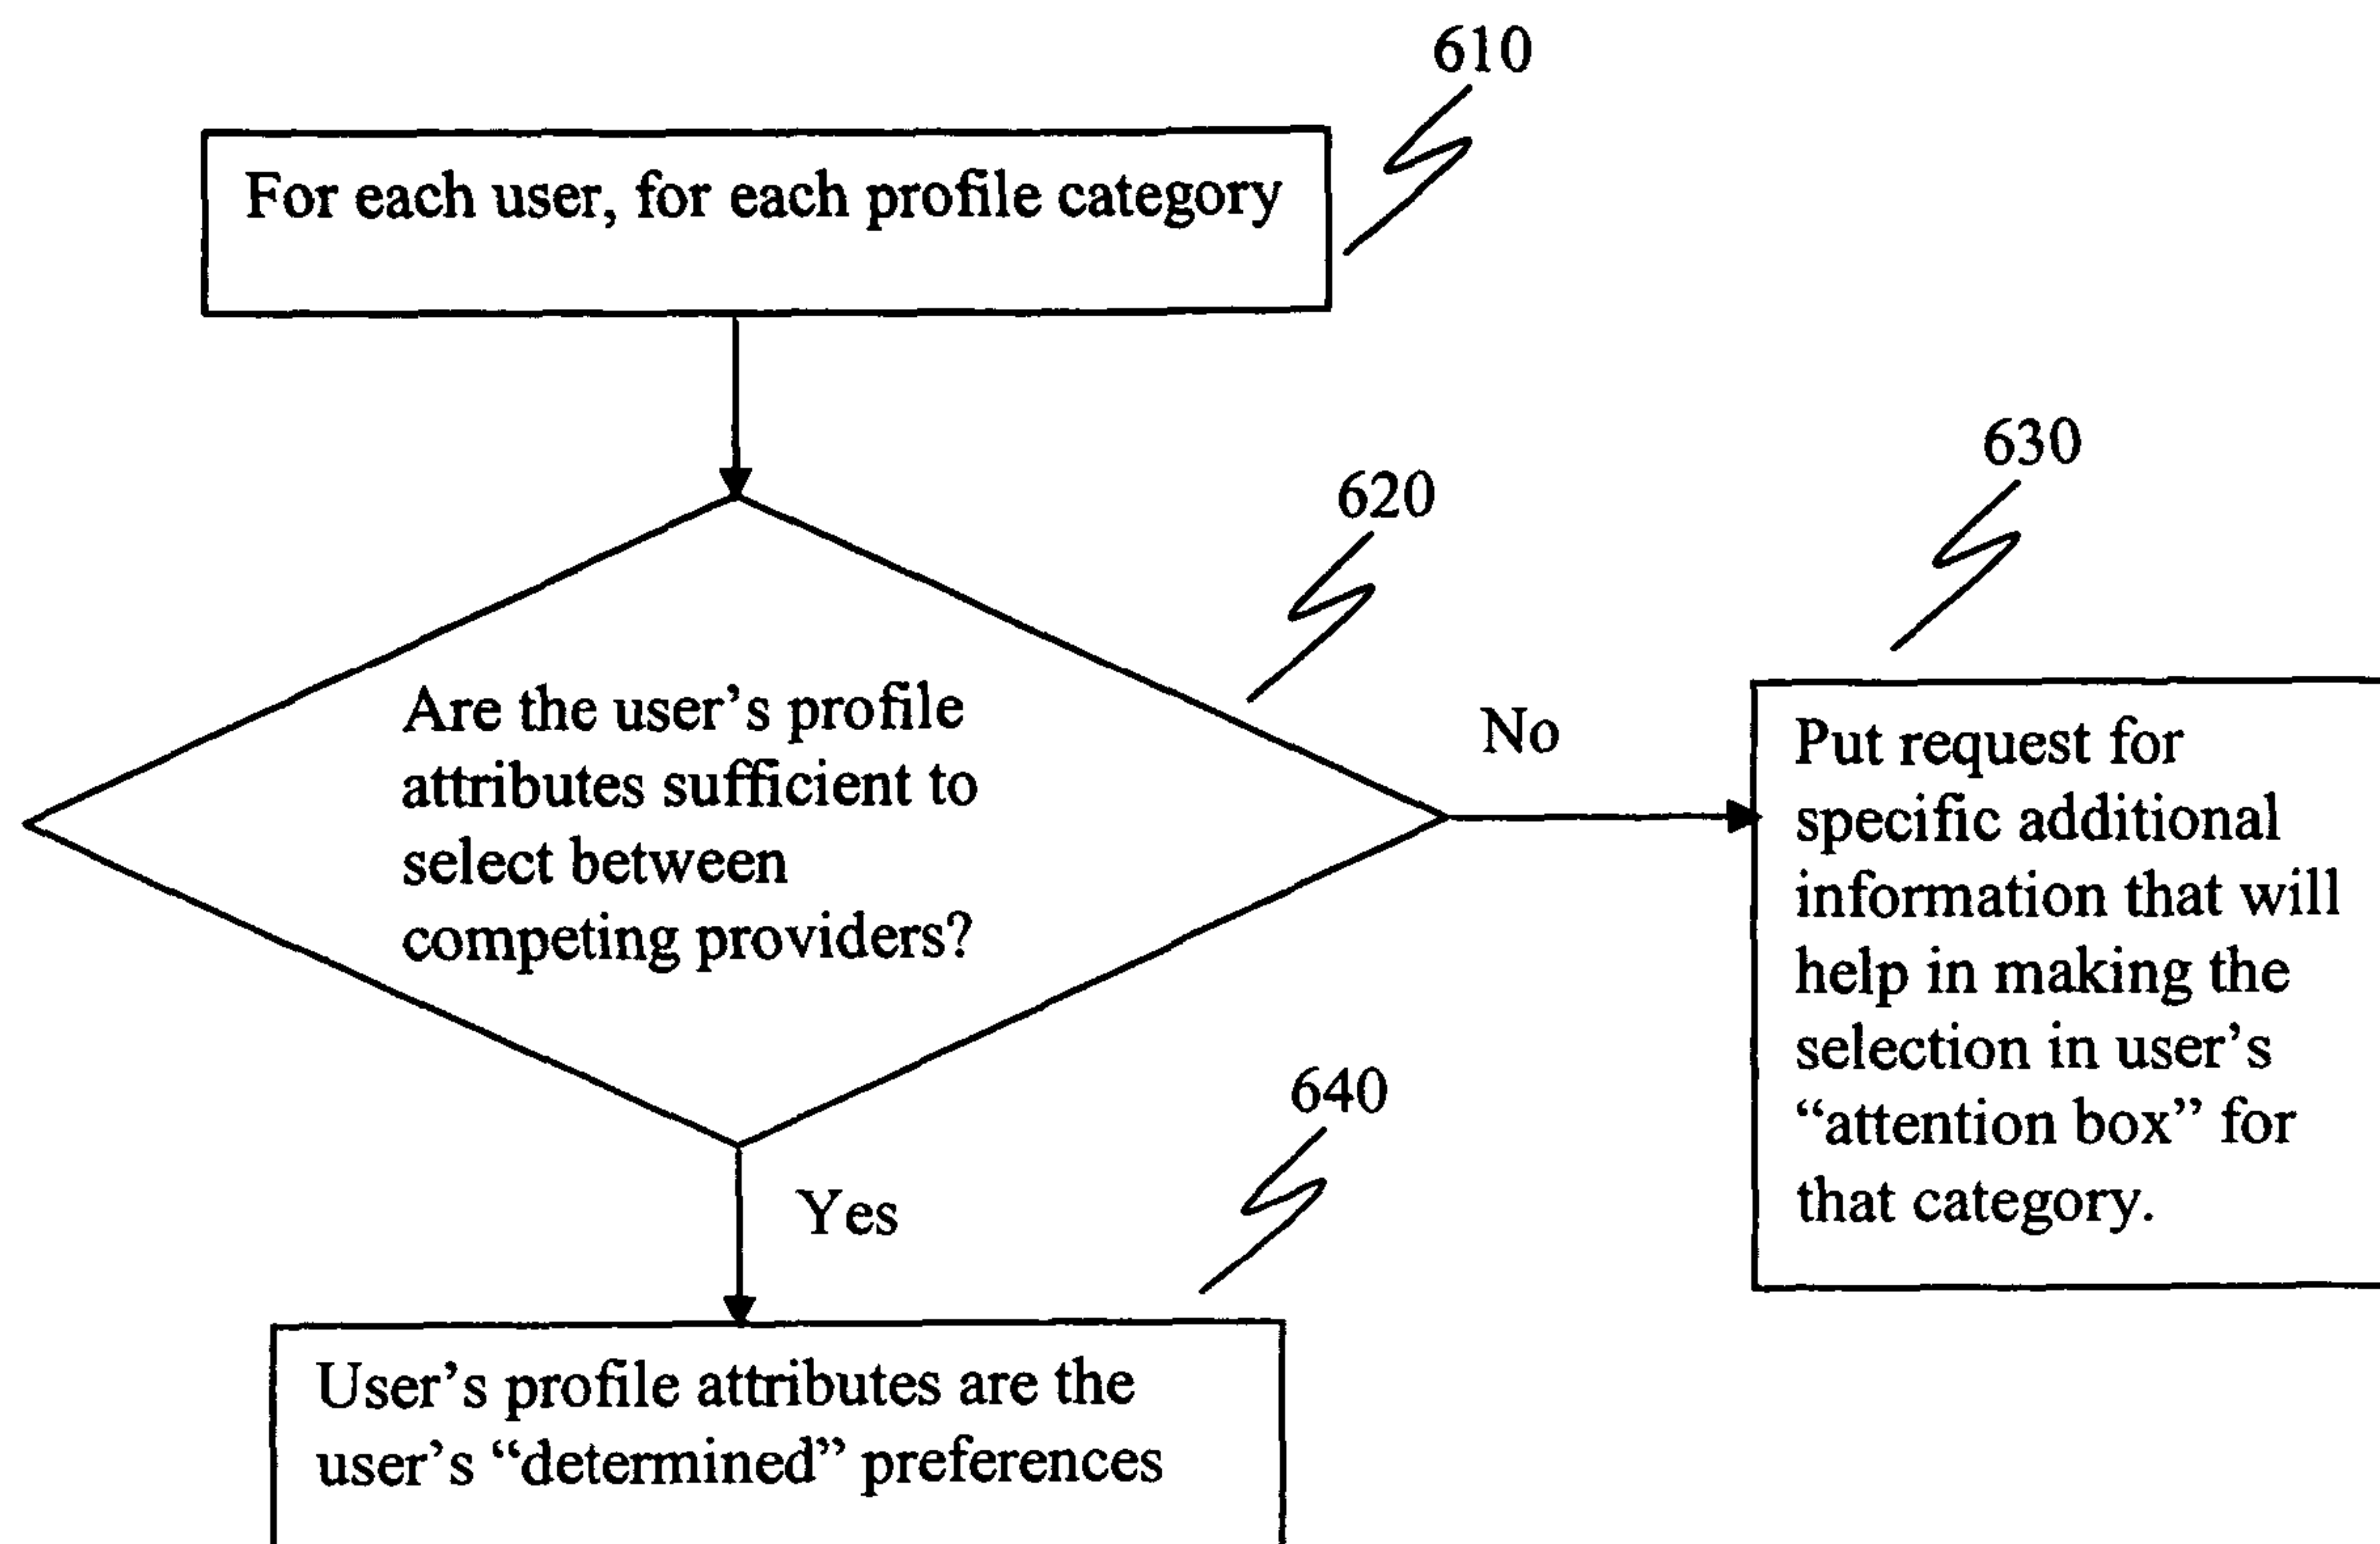 610
For each user, for each profile category
620
630
Are the user's profile
attributes sufficient to
select between
competing providers?
No
Put request for
specific additional
information that will
help in making the
selection in user's
“attention box” for
that category.
640
Yes
User's profile attributes are the
user's “determined” preferences